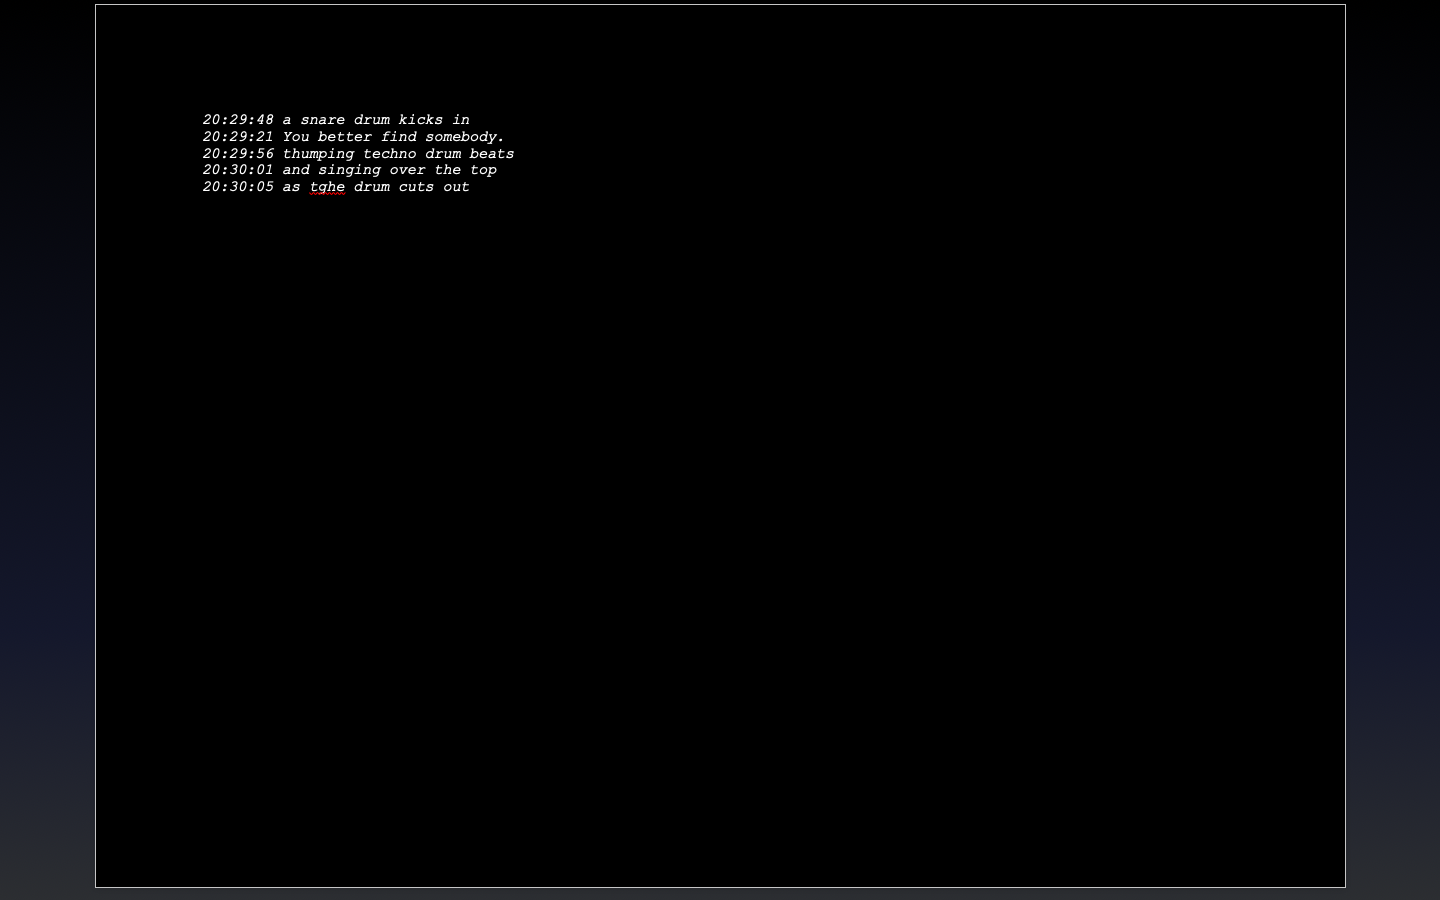 20:29:48 a snare drum kicks in
20:29:21 You better find somebody.
20:29:56 thumping techno drum beats
20:30:01 and singing over the top
20:30:05 as tghe drum cuts out